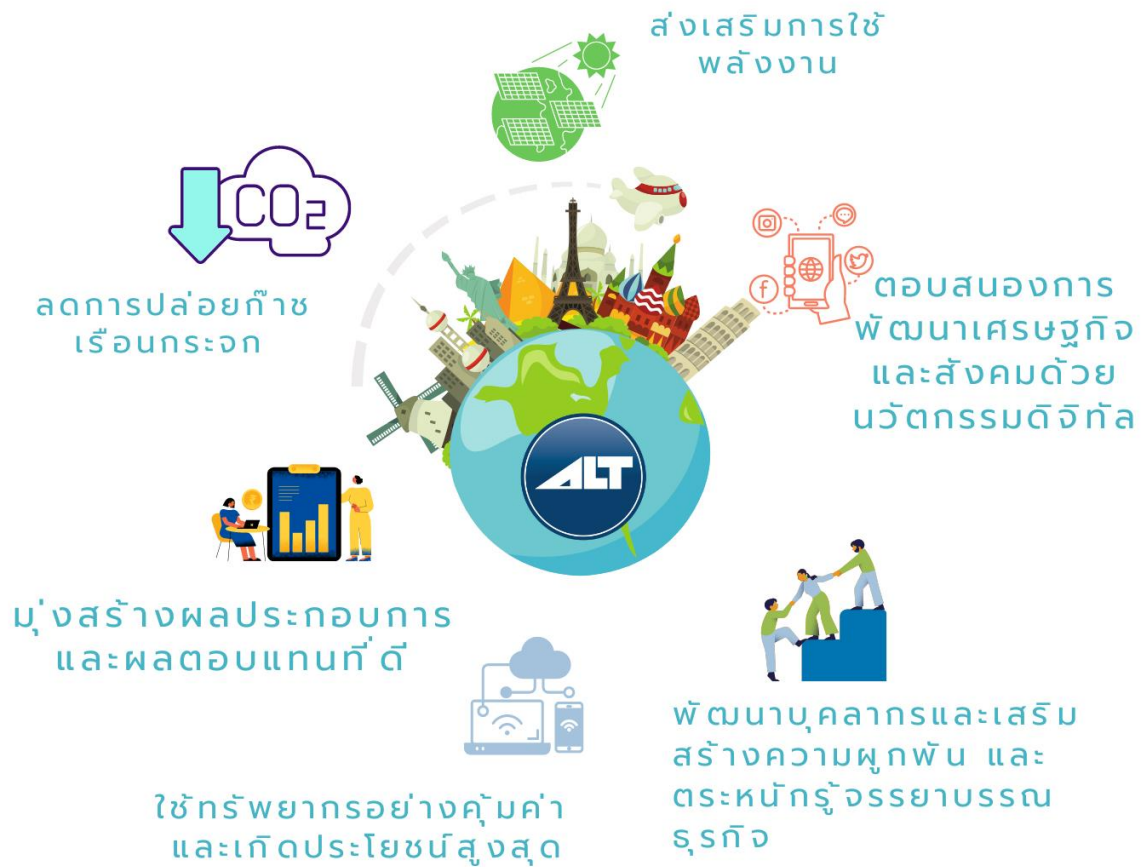 ส่งเสริมการใช้
พลังงาน
CO2
ลดการปล่อยก๊าซ
เรือนกระจก
ตอบสนองการ
พัฒนาเศรษฐกิจ
และสังคมด้วย
นวัตกรรมดิจิทัล
ALT
มุ่งสร้างผลประกอบการ
และผลตอบแทนที่ดี
พัฒนาบุคลากรและเสริม
สร้างความผูกพัน และ
ตระหนักรู้จรรยาบรรณ
ธุรกิจ
ใช้ทรัพยากรอย่างคุ้มค่า
และเกิดประโยชน์สูงสุด